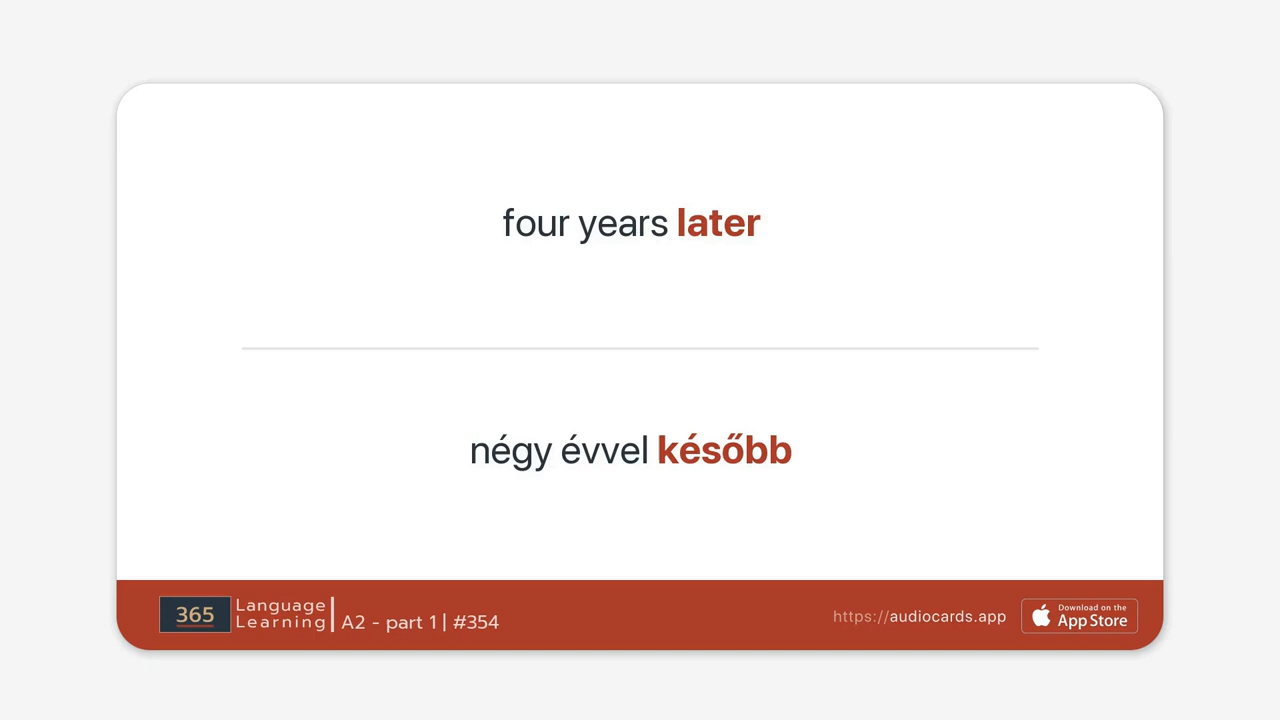 four years later
négy évvel később
365
Language
Learning
A2 - part 1 | #354
https://audiocards.app
Download on the
App Store